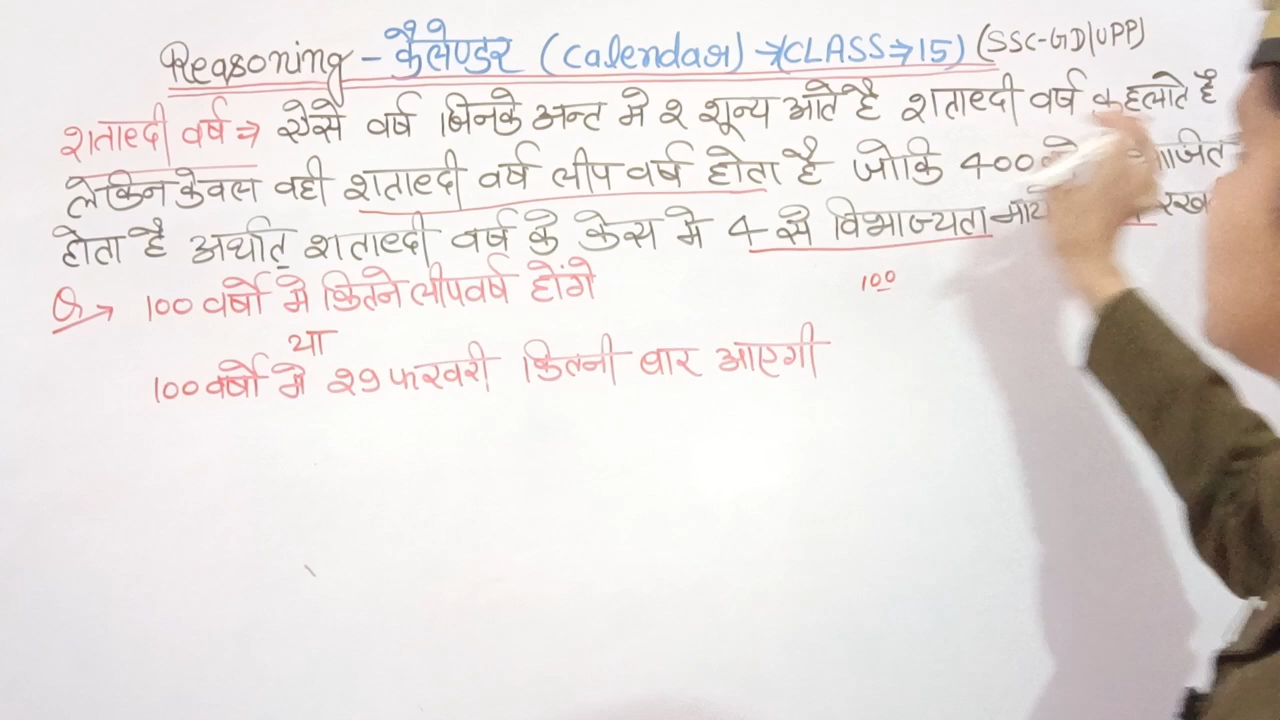 Reasoning - कैलेण्डर (Calendar) → (CLASS → 15) (SSC-GD|UPP)
शताब्दी वर्ष ⇒ ऐसे वर्ष जिनके अन्त मे २ शून्य आते है शताब्दी वर्ष कहलाते है
लेकिन केवल वही शताब्दी वर्ष लीप वर्ष होता है जोकि 400
होता है अर्थात् शताब्दी वर्ष के केस मे 4 से विभाज्यता
Q → 100 वर्षो मे कितने लीपवर्ष होंगे
100
या
100 वर्षो मे २९ फरवरी कितनी बार आएगी